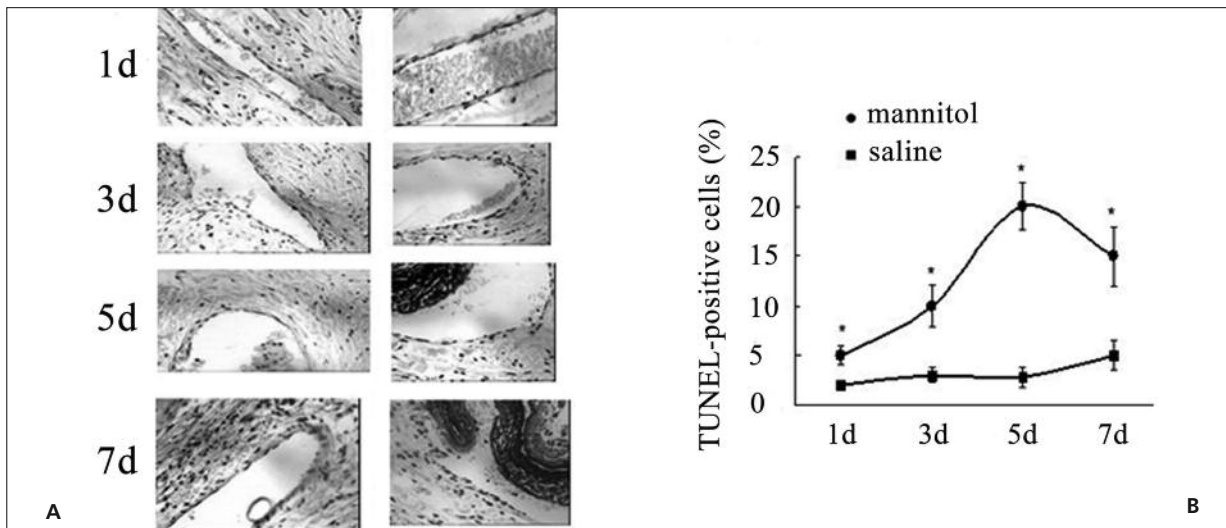 1d
3d
5d
7d
A
mannitol
saline
TUNEL-positive cells (%)
25
20
15
10
5
0
*
*
*
*
1d 3d 5d 7d
B